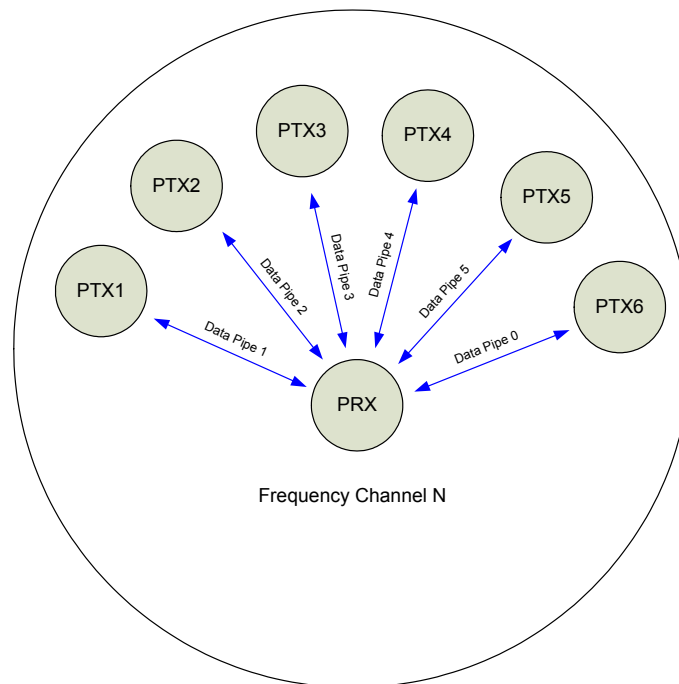 PTX3
PTX4
PTX2
PTX5
PTX1
PTX6
Data Pipe 1
Data Pipe 2
Data Pipe 3
Data Pipe 4
Data Pipe 5
Data Pipe 0
PRX
Frequency Channel N